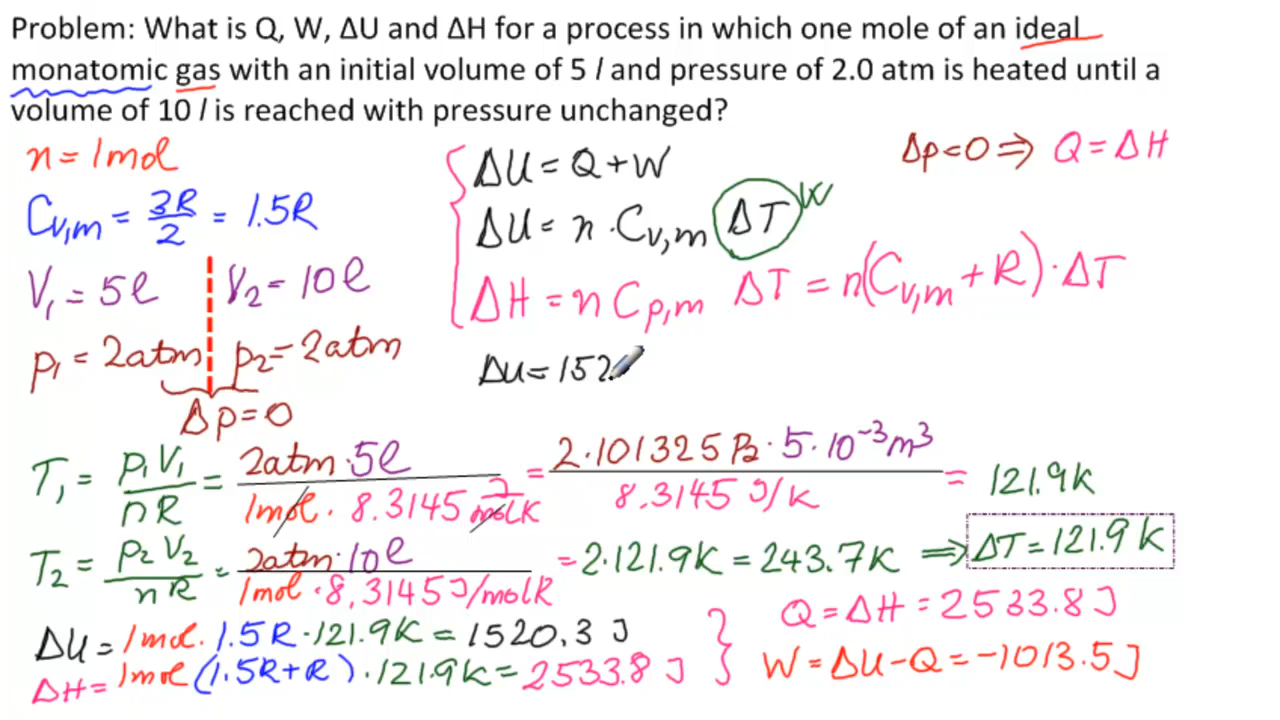 Problem: What is Q, W, ΔU and ΔH for a process in which one mole of an ideal
monatomic gas with an initial volume of 5 l and pressure of 2.0 atm is heated until a
volume of 10 l is reached with pressure unchanged?
n = 1mol
ΔU = Q + W
Δp<0 ⇒ Q = ΔH
Cv,m = 3R/2 = 1.5R
ΔU = n · Cv,m ΔT W
V1 = 5l V2 = 10l
ΔH = n Cp,m ΔT = n(Cv,m + R) · ΔT
p1 = 2atm p2 = 2atm
ΔU = 152
Δp = 0
T1 = p1V1/nR = 2atm · 5l / 1mol · 8.3145 J/molK = 2·101325 Pa · 5·10⁻³m³ / 8.3145 J/K = 121.9K
T2 = p2V2/nR = 2atm · 10l / 1mol · 8.3145 J/molK = 2·121.9K = 243.7K ⇒ ΔT = 121.9K
ΔU = 1mol · 1.5R · 121.9K = 1520.3 J
Q = ΔH = 2533.8 J
ΔH = 1mol (1.5R+R) · 121.9K = 2533.8 J
W = ΔU - Q = -1013.5 J